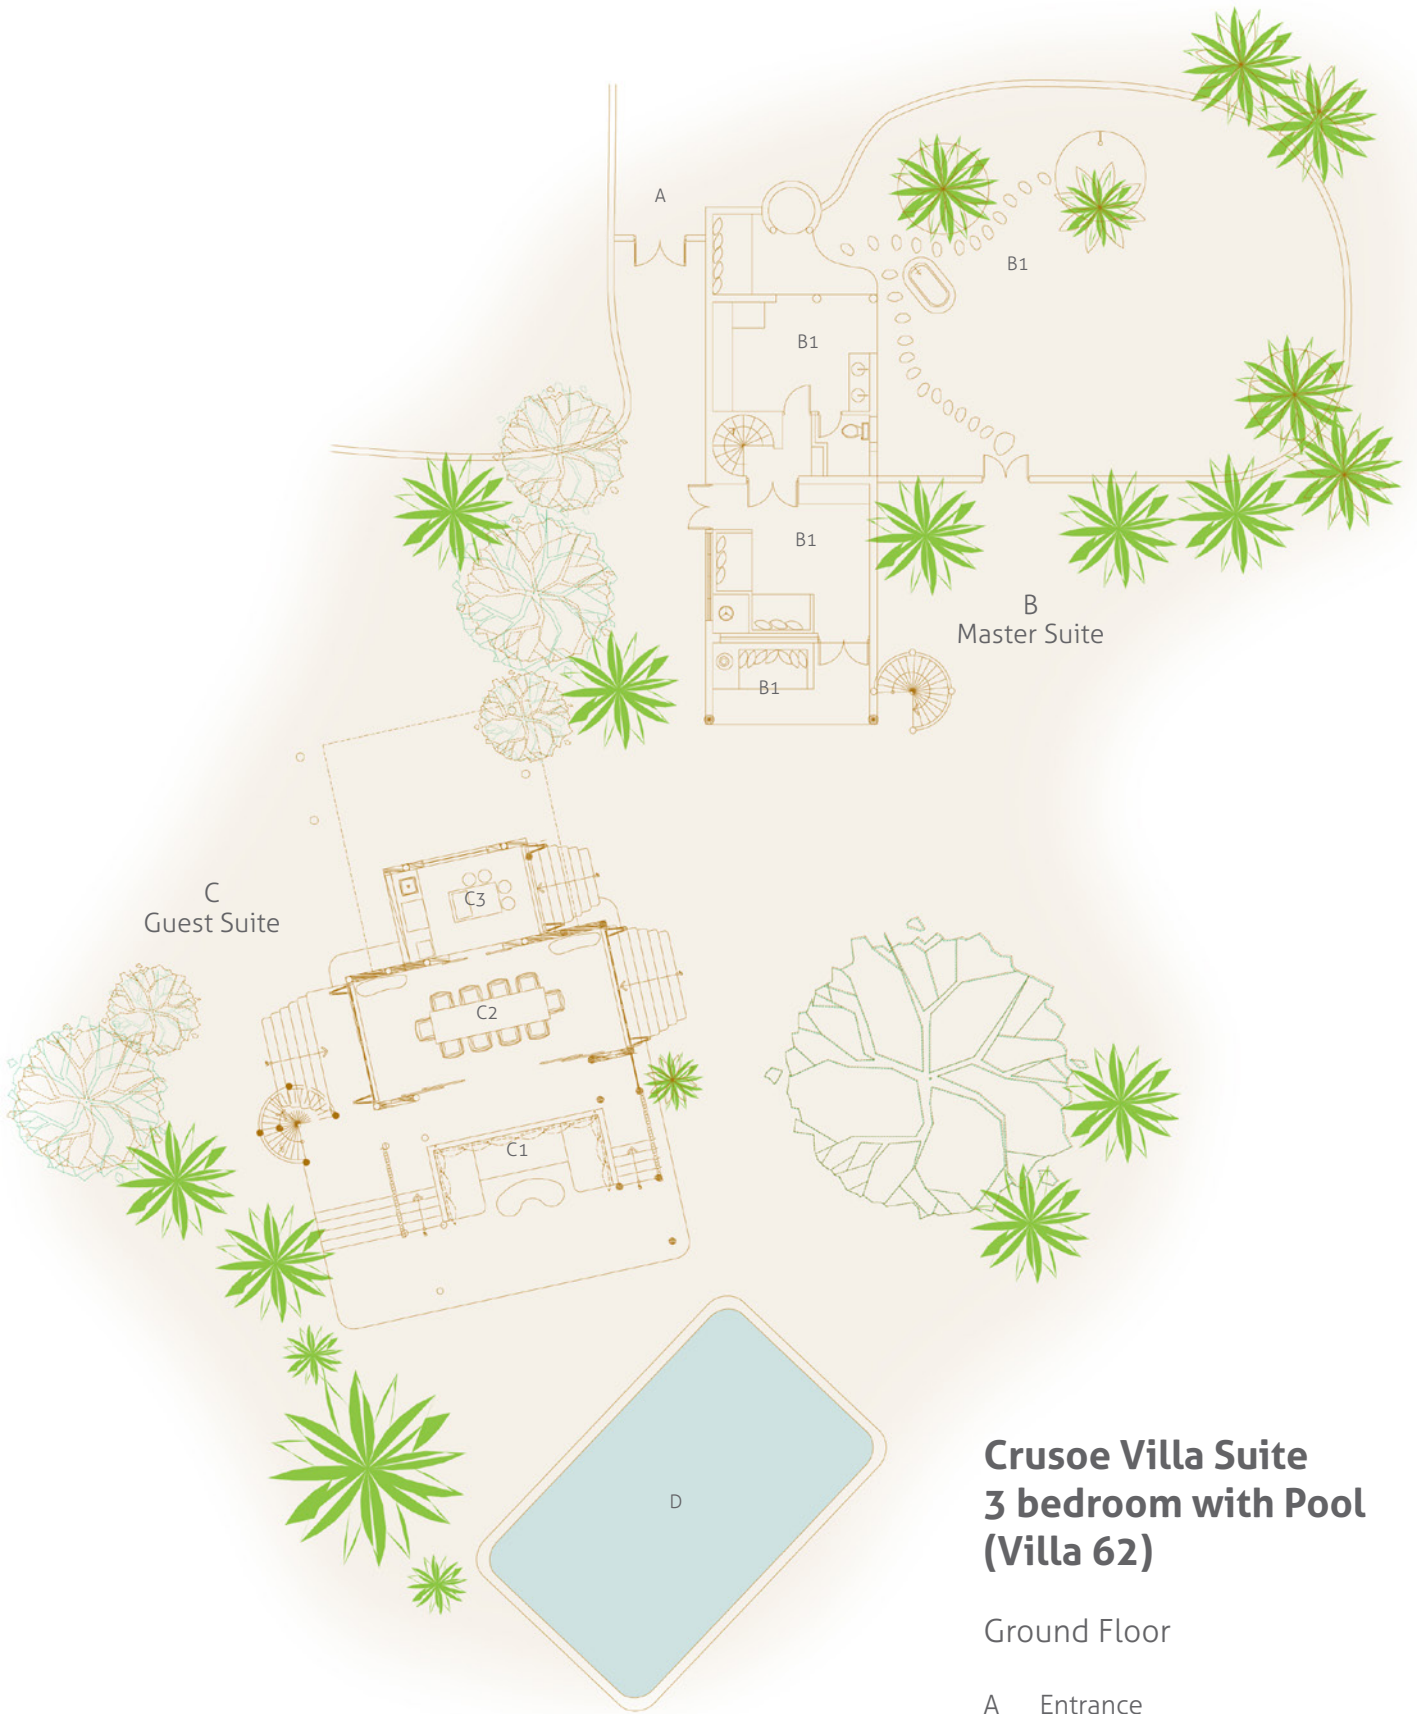 A
B1
B1
B1
B
Master Suite
B1
C
Guest Suite
C3
C2
C1
D
Crusoe Villa Suite
3 bedroom with Pool
(Villa 62)
Ground Floor
A Entrance